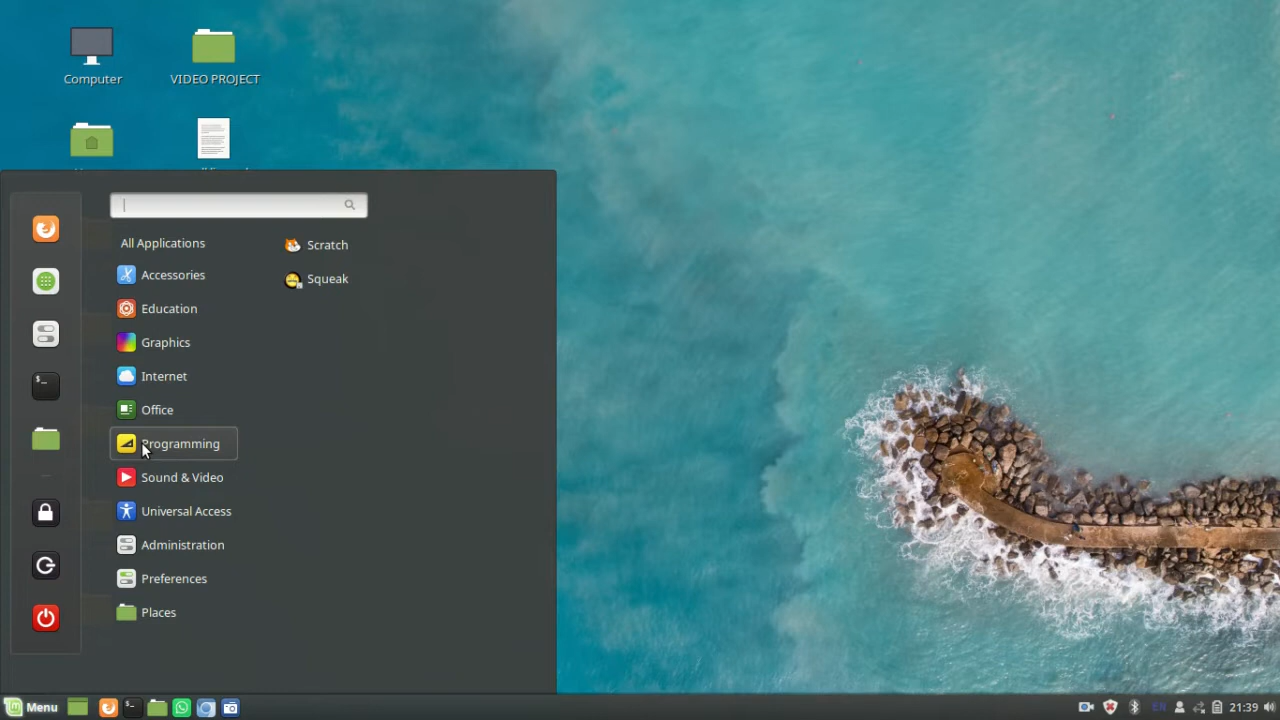 Computer
VIDEO PROJECT
All Applications
Scratch
Accessories
Squeak
Education
Graphics
Internet
Office
Programming
Sound & Video
Universal Access
Administration
Preferences
Places
Menu
EN
21:39